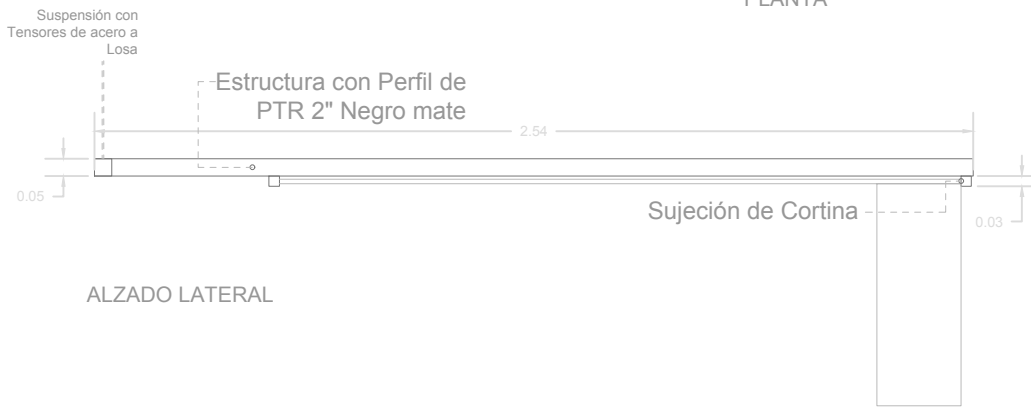 PLANTA
Suspensión con
Tensores de acero a
Losa
Estructura con Perfil de
PTR 2" Negro mate
2.54
0.05
Sujeción de Cortina
0.03
ALZADO LATERAL